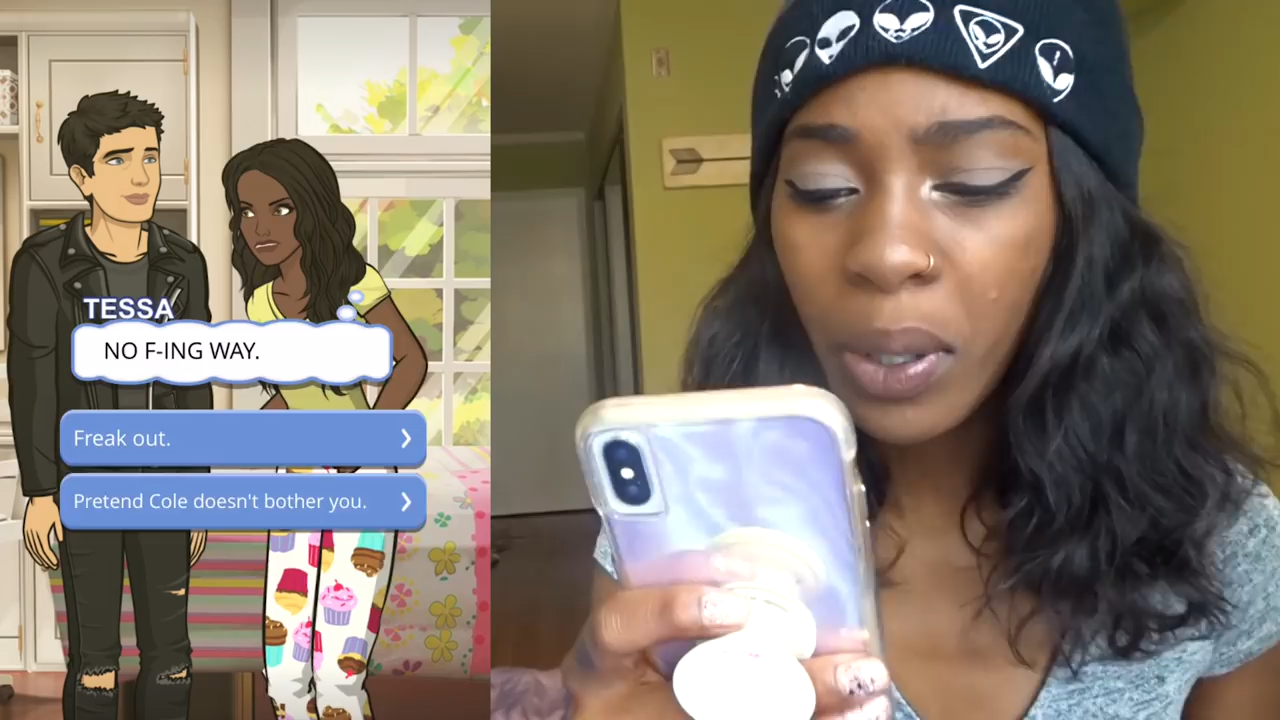 TESSA
NO F-ING WAY.
Freak out.
Pretend Cole doesn't bother you.